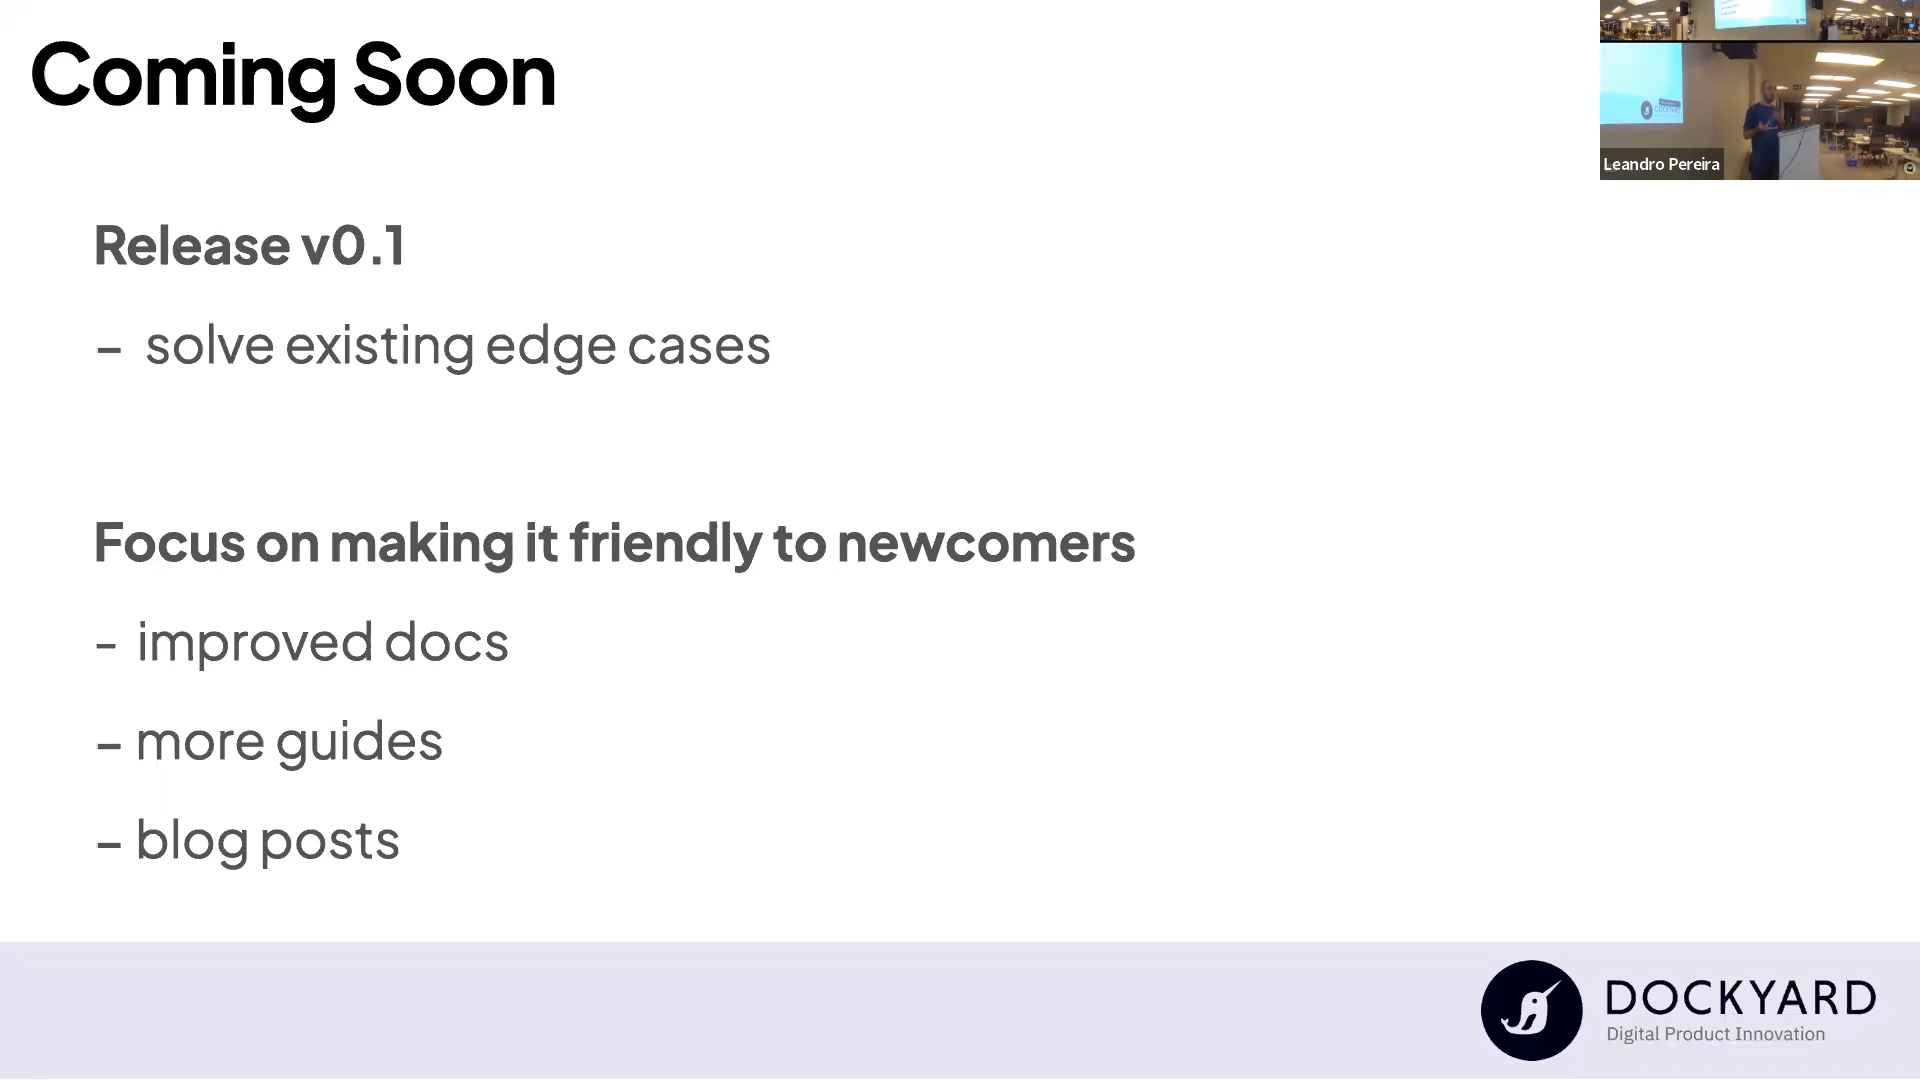 Coming Soon
Leandro Pereira
Release v0.1
– solve existing edge cases
Focus on making it friendly to newcomers
- improved docs
– more guides
– blog posts
DOCKYARD
Digital Product Innovation